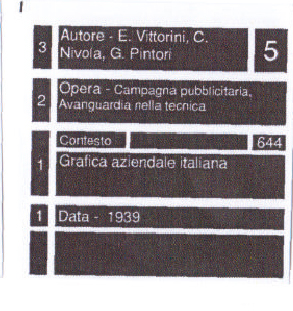 3 Autore - E. Vittorini, C. 5
Nivola, G. Pintori
2 Opera - Campagna pubblicitaria,
Avanguardia nella tecnica
Contesto 644
1 Grafica aziendale italiana
1 Data - 1939